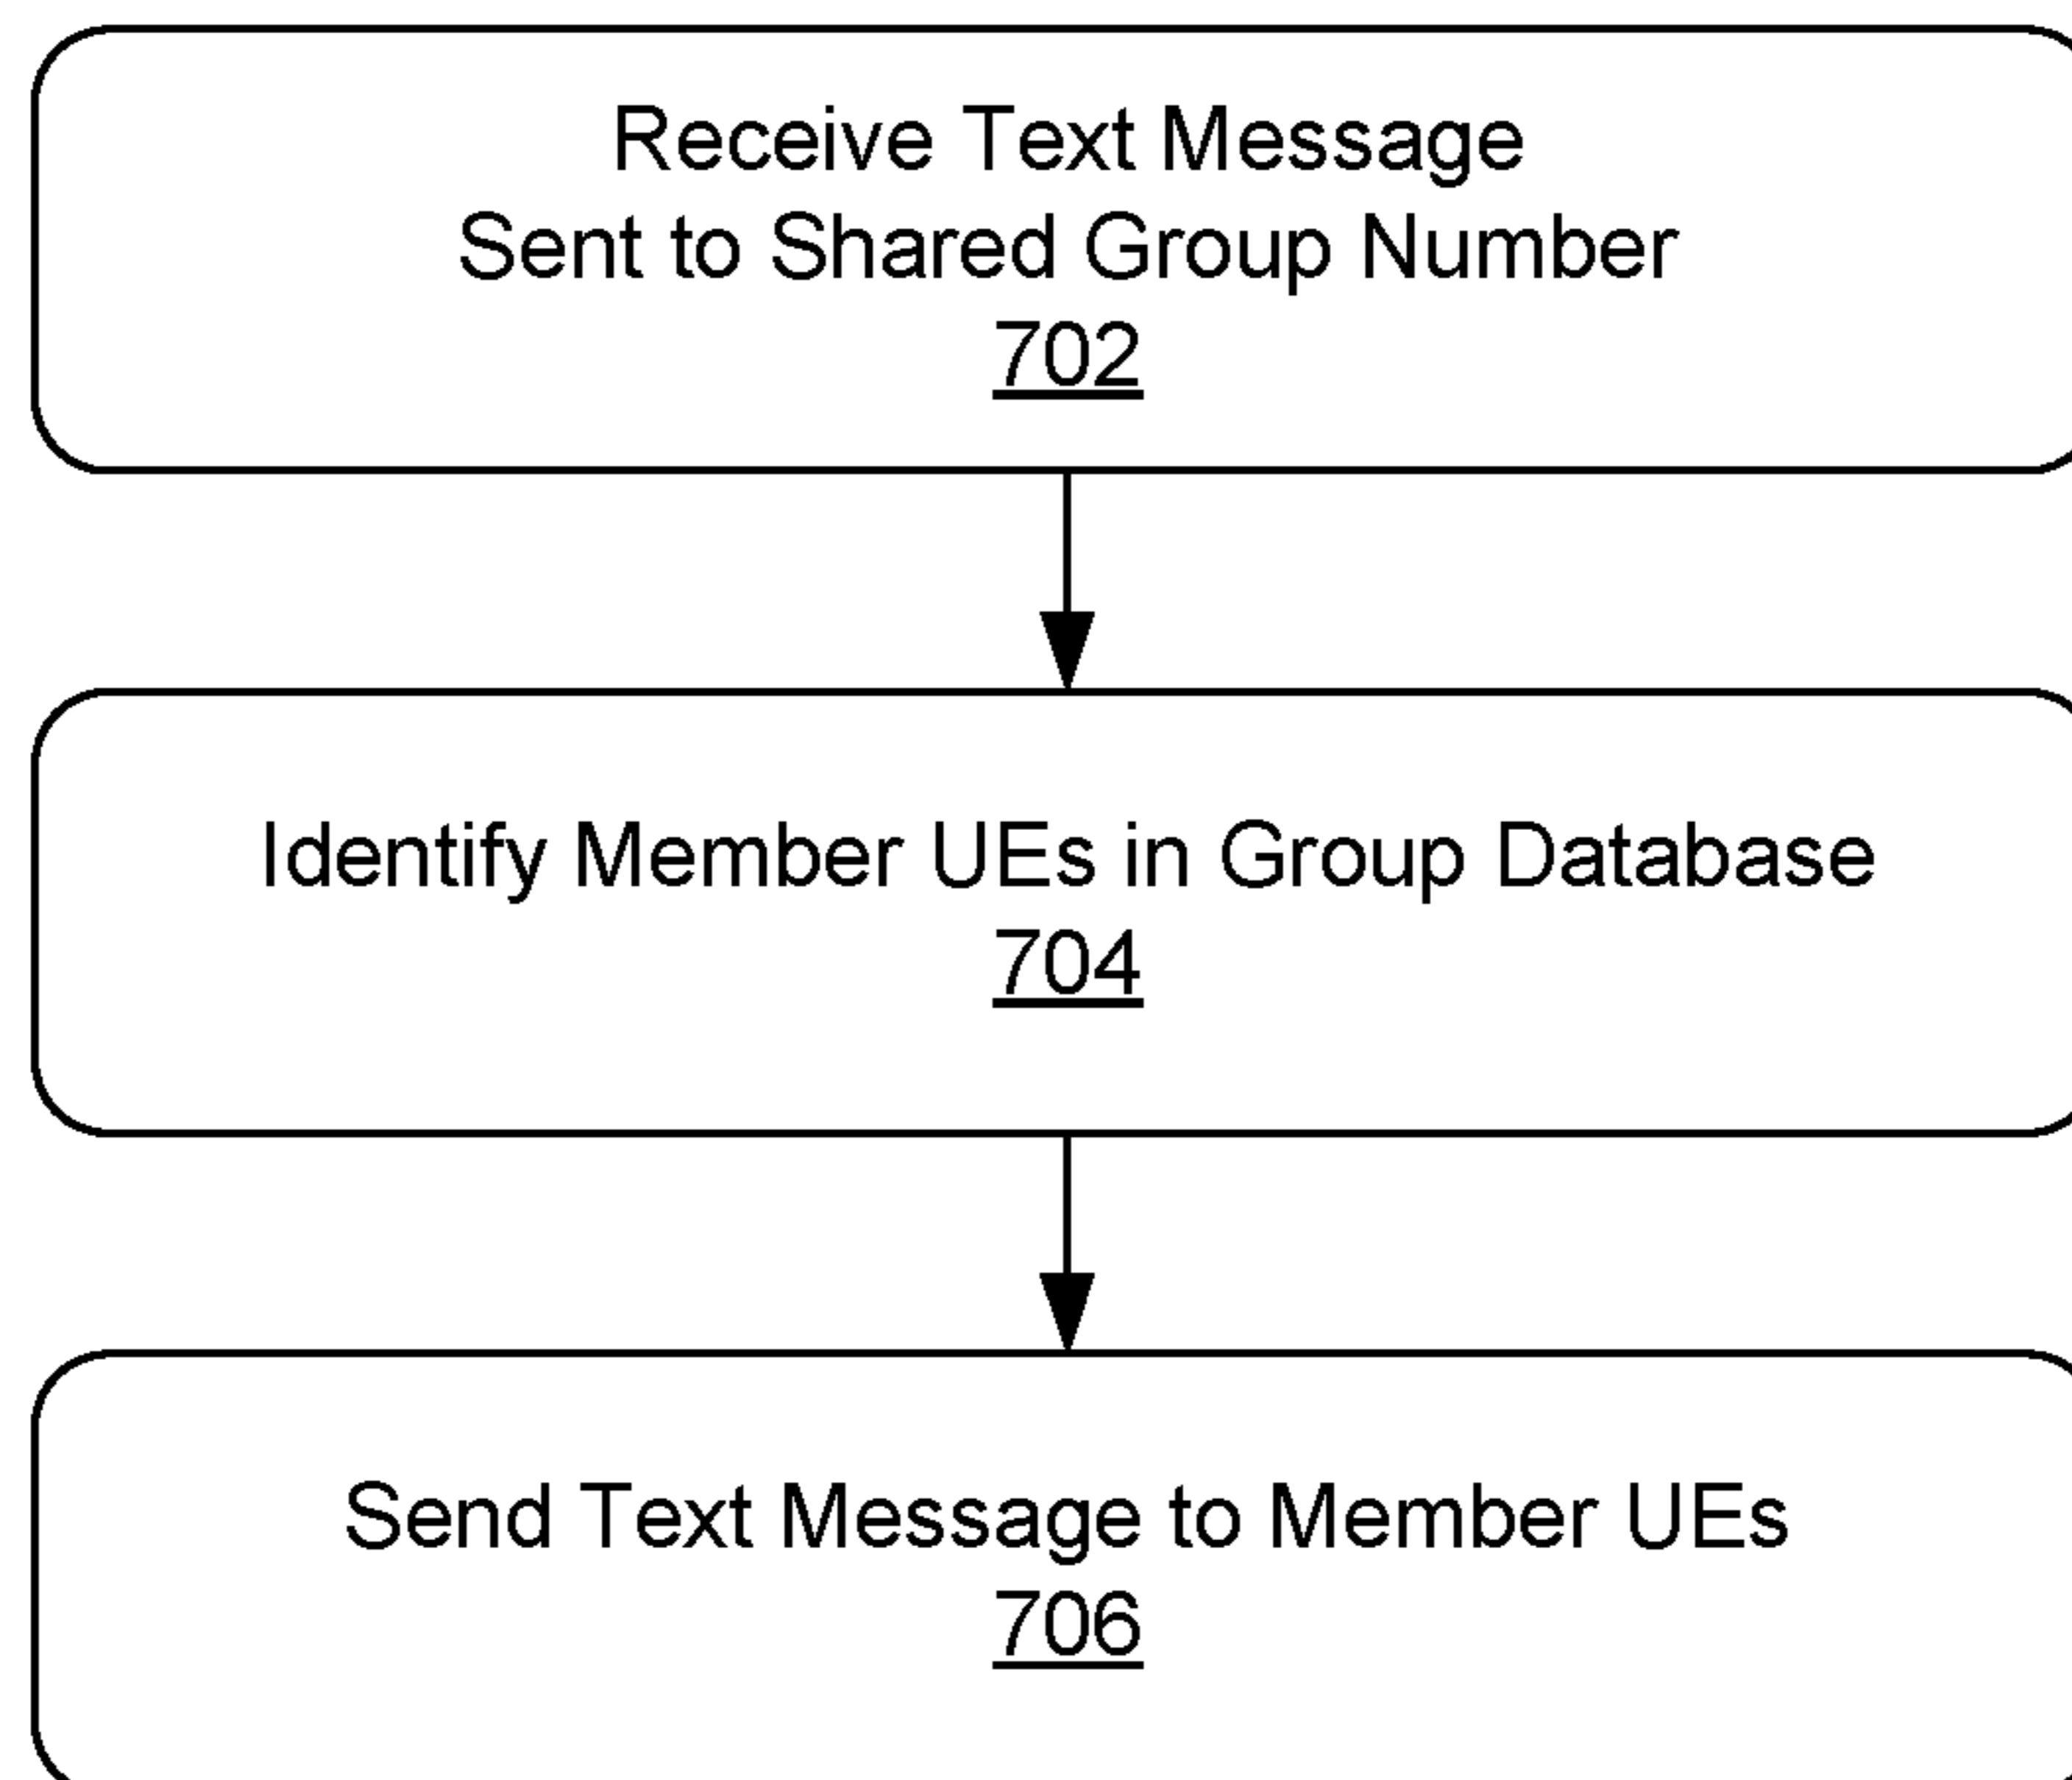 Receive Text Message
Sent to Shared Group Number
702
Identify Member UEs in Group Database
704
Send Text Message to Member UEs
706